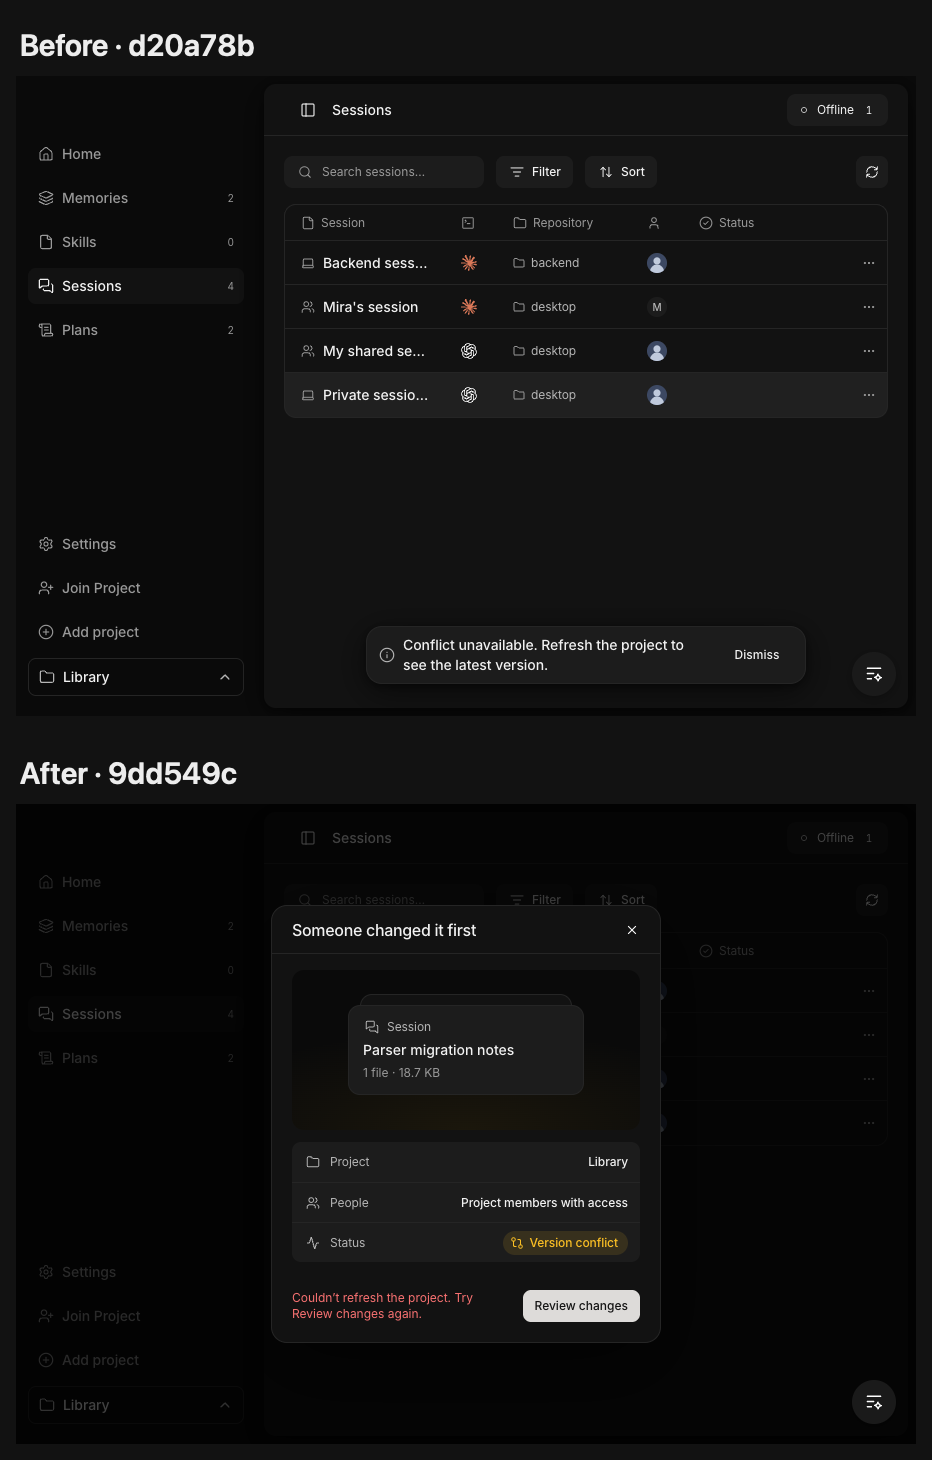 Before · d20a78b
Sessions
Offline 1
Home
Memories 2
Skills 0
Sessions 4
Plans 2
Search sessions...
Filter
Sort
Session
Repository
Status
Backend sess...
backend
Mira's session
desktop
M
My shared se...
desktop
Private sessio...
desktop
Settings
Join Project
Add project
Library
Conflict unavailable. Refresh the project to
see the latest version.
Dismiss
After · 9dd549c
Sessions
Offline 1
Home
Memories 2
Skills 0
Sessions 4
Plans 2
Search sessions...
Filter
Sort
Status
Someone changed it first
Session
Parser migration notes
1 file · 18.7 KB
Project Library
People Project members with access
Status Version conflict
Couldn't refresh the project. Try
Review changes again.
Review changes
Settings
Join Project
Add project
Library